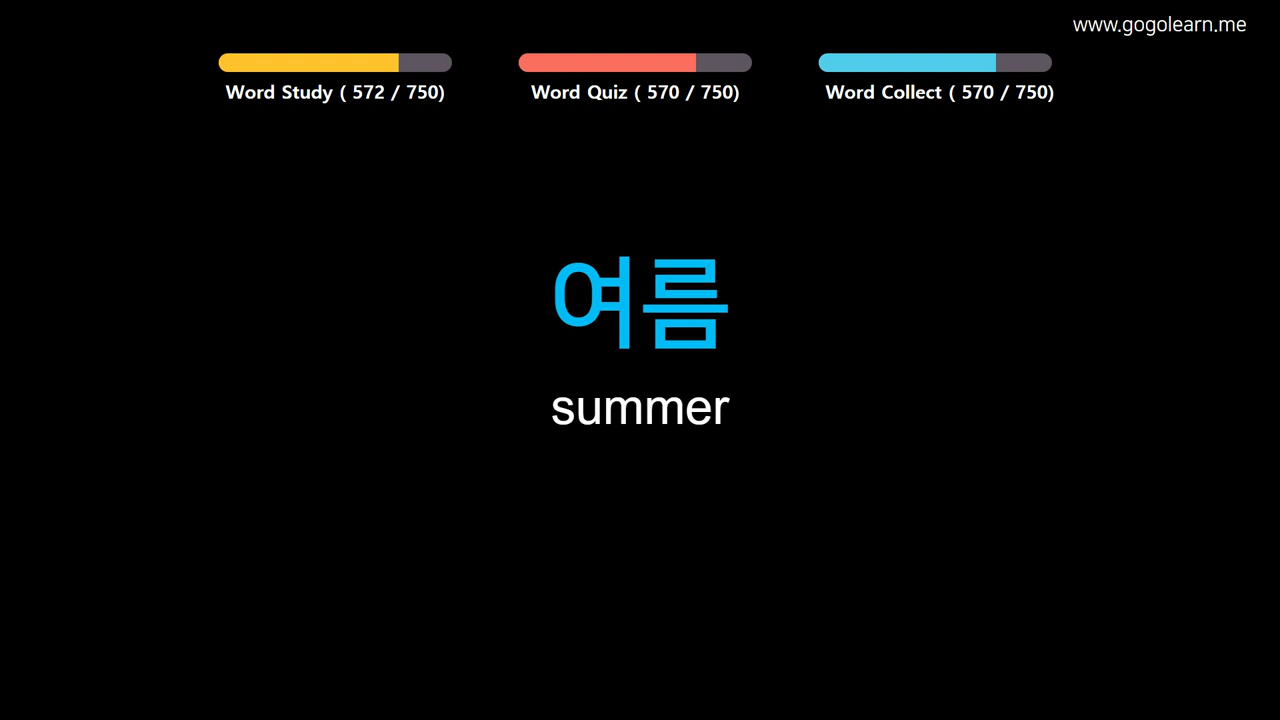 www.gogolearn.me
Word Study ( 572 / 750)
Word Quiz ( 570 / 750)
Word Collect ( 570 / 750)
여름
summer